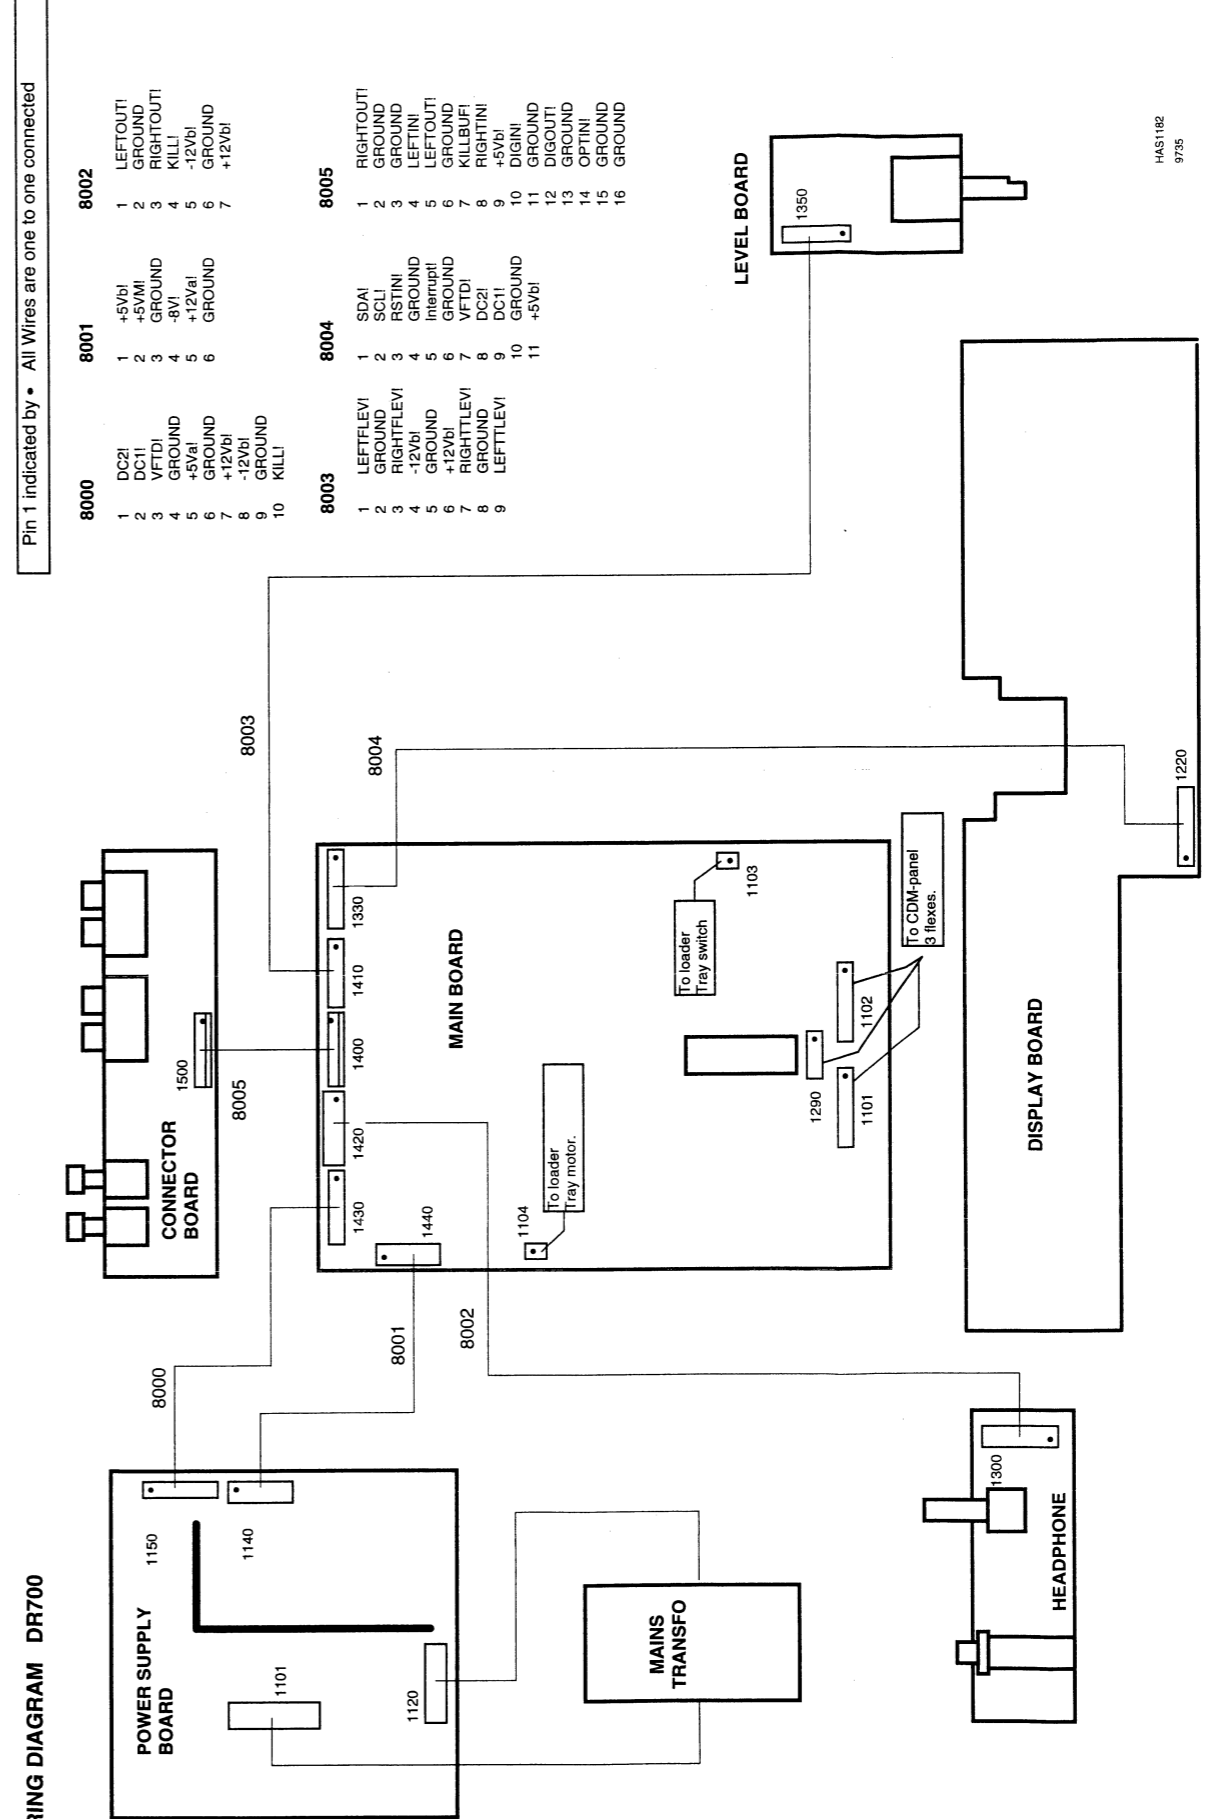 RING DIAGRAM DR700
Pin 1 indicated by • All Wires are one to one connected
8000
1 DC2!
2 DC1!
3 VFTD!
4 GROUND
5 +5Va!
6 GROUND
7 +12Vb!
8 -12Vb!
9 GROUND
10 KILL!
8001
1 +5Vb!
2 +5VM!
3 GROUND
4 -8V!
5 +12Va!
6 GROUND
8002
1 LEFTOUT!
2 GROUND
3 RIGHTOUT!
4 KILL!
5 -12Vb!
6 GROUND
7 +12Vb!
8003
1 LEFTFLEV!
2 GROUND
3 RIGHTFLEV!
4 -12Vb!
5 GROUND
6 +12Vb!
7 RIGHTTLEV!
8 GROUND
9 LEFTTLEV!
8004
1 SDA!
2 SCL!
3 RSTIN!
4 GROUND
5 Interrupt!
6 GROUND
7 VFTD!
8 DC2!
9 DC1!
10 GROUND
11 +5Vb!
8005
1 RIGHTOUT!
2 GROUND
3 GROUND
4 LEFTIN!
5 LEFTOUT!
6 GROUND
7 KILLBUF!
8 RIGHTIN!
9 +5Vb!
10 DIGIN!
11 GROUND
12 DIGOUT!
13 GROUND
14 OPTIN!
15 GROUND
16 GROUND
POWER SUPPLY
BOARD
1150
1140
1101
1120
MAINS
TRANSFO
8000
8001
8002
CONNECTOR
BOARD
1500
8005
8003
8004
MAIN BOARD
1430
1420
1400
1410
1330
1440
1104
To loader
Tray motor.
To loader
Tray switch
1103
1290
1101
1102
To CDM-panel
3 flexes.
LEVEL BOARD
1350
DISPLAY BOARD
1220
HEADPHONE
1300
HAS1182
9735